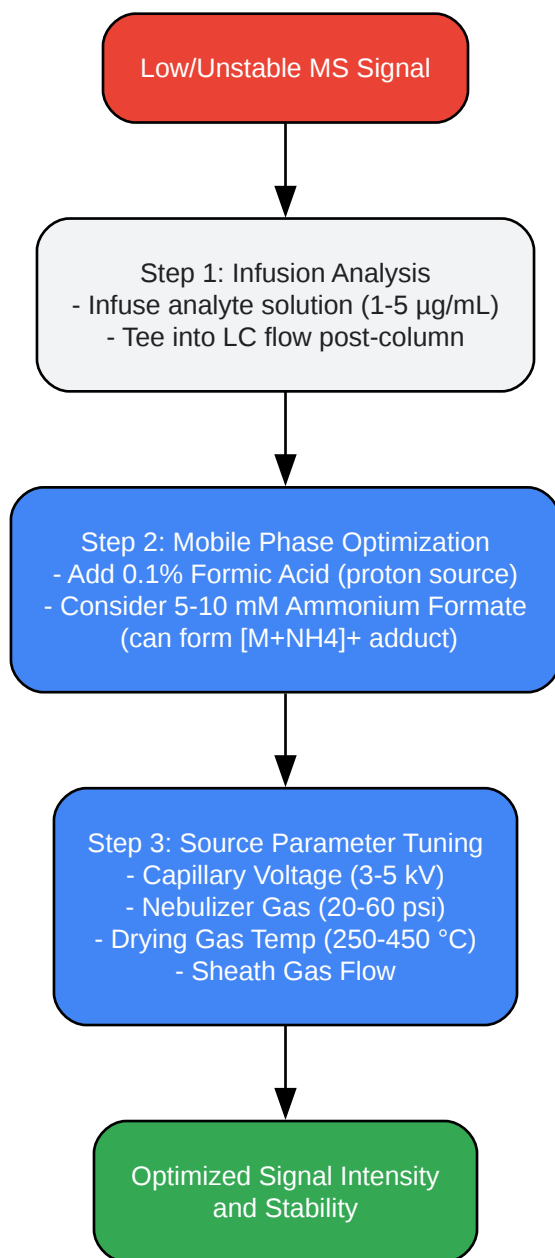 Low/Unstable MS Signal
Step 1: Infusion Analysis
- Infuse analyte solution (1-5 µg/mL)
- Tee into LC flow post-column
Step 2: Mobile Phase Optimization
- Add 0.1% Formic Acid (proton source)
- Consider 5-10 mM Ammonium Formate
(can form [M+NH4]+ adduct)
Step 3: Source Parameter Tuning
- Capillary Voltage (3-5 kV)
- Nebulizer Gas (20-60 psi)
- Drying Gas Temp (250-450 °C)
- Sheath Gas Flow
Optimized Signal Intensity
and Stability